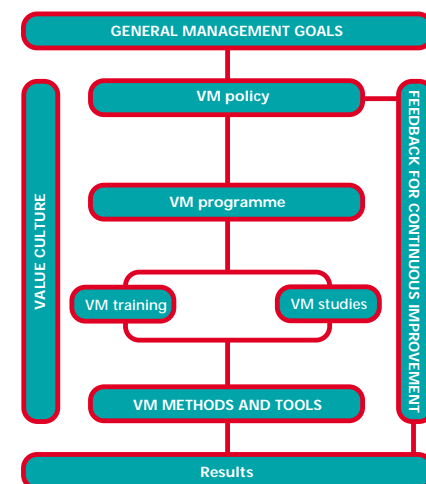 GENERAL MANAGEMENT GOALS
VM policy
VALUE CULTURE
FEEDBACK FOR CONTINUOUS IMPROVEMENT
VM programme
VM training
VM studies
VM METHODS AND TOOLS
Results